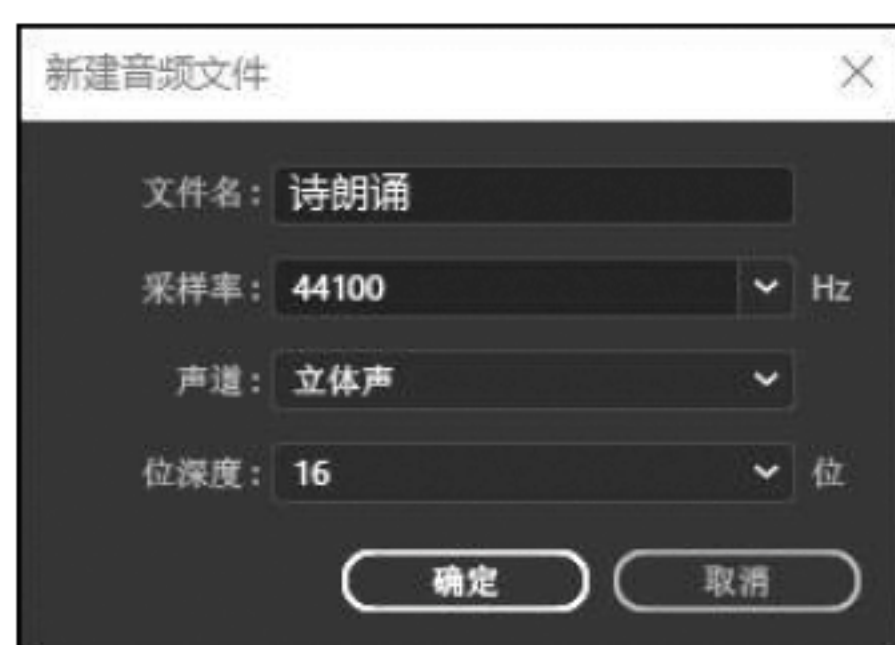 新建音频文件
文件名：诗朗诵
采样率：44100 Hz
声道：立体声
位深度：16 位
确定 取消